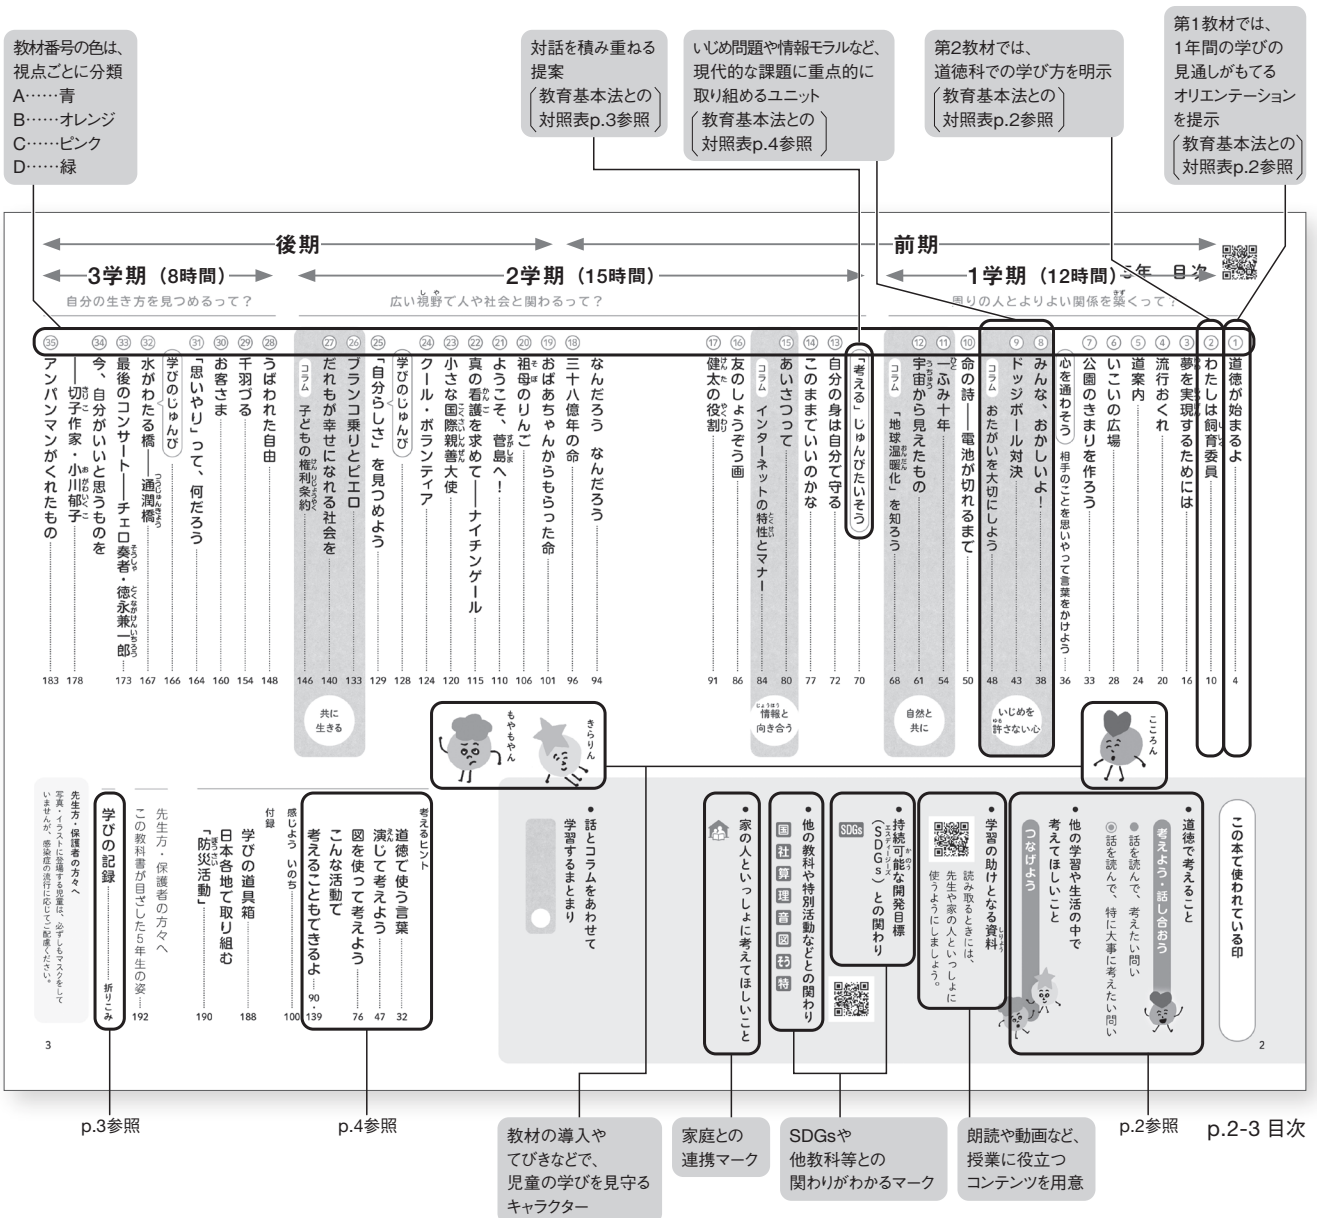 教材番号の色は、
視点ごとに分類
A……青
B……オレンジ
C……ピンク
D……緑
対話を積み重ねる
提案
(教育基本法との
対照表p.3参照)
いじめ問題や情報モラルなど、
現代的な課題に重点的に
取り組めるユニット
(教育基本法との
対照表p.4参照)
第2教材では、
道徳科での学び方を明示
(教育基本法との
対照表p.2参照)
第1教材では、
1年間の学びの
見通しがもてる
オリエンテーション
を提示
(教育基本法との
対照表p.2参照)
後期
前期
3学期(8時間)
2学期(15時間)
1学期(12時間)
5年 目次
自分の生き方を見つめるって?
広い視野で人や社会と関わるって?
周りの人とよりよい関係を築くって?
①道徳が始まるよ……4
②わたしは飼育委員……10
③夢を実現するためには……16
④流行おくれ……20
⑤道案内……24
⑥いこいの広場……28
⑦公園のきまりを作ろう……33
心を通わそう 相手のことを思いやって言葉をかけよう……36
⑧みんな、おかしいよ!……38
⑨ドッジボール対決……43
コラム おたがいを大切にしよう……48
いじめを
許さない心
⑩命の詩――電池が切れるまで……50
⑪一ふみ十年……54
⑫宇宙から見えたもの……61
コラム 「地球温暖化」を知ろう……68
自然と
共に
「考える」じゅんびたいそう……70
⑬自分の身は自分で守る……72
⑭このままでいいのかな……77
⑮あいさつって……80
コラム インターネットの特性とマナー……84
情報と
向き合う
⑯友のしょうぞう画……86
⑰健太の役割……91
なんだろう なんだろう……94
⑱三十八億年の命……96
⑲おばあちゃんからもらった命……101
⑳祖母のりんご……106
㉑ようこそ、菅島へ!……110
㉒真の看護を求めて――ナイチンゲール……115
㉓小さな国際親善大使……120
㉔クール・ボランティア……124
学びのじゅんび……128
㉕「自分らしさ」を見つめよう……129
㉖ブランコ乗りとピエロ……133
㉗だれもが幸せになれる社会を……140
コラム 子どもの権利条約……146
共に
生きる
㉘うばわれた自由……148
㉙千羽づる……154
㉚お客さま……160
㉛「思いやり」って、何だろう……164
学びのじゅんび……166
㉜水がわたる橋――通潤橋……167
㉝最後のコンサート――チェロ奏者・徳永兼一郎……173
㉞今、自分がいいと思うものを
――切子作家・小川郁子……178
㉟アンパンマンがくれたもの……183
こころん
きらりん
もやもやん
この本で使われている印
・道徳で考えること
考えよう・話し合おう
●話を読んで、考えたい問い
◎話を読んで、特に大事に考えたい問い
・他の学習や生活の中で
考えてほしいこと
つなげよう
・学習の助けとなる資料
読み取るときには、
先生や家の人といっしょに
使うようにしましょう。
・持続可能な開発目標
(SDGs)との関わり
SDGs
・他の教科や特別活動などとの関わり
国 社 算 理 音 図 そう 特
・家の人といっしょに考えてほしいこと
・話とコラムをあわせて
学習するまとまり
2
考えるヒント
道徳で使う言葉……32
演じて考えよう……47
図を使って考えよう……76
こんな活動で
考えることもできるよ……90・139
感じよう いのち……100
付録
学びの道具箱……188
日本各地で取り組む
「防災活動」……190
先生方・保護者の方々へ
この教科書が目ざした5年生の姿……192
学びの記録……折りこみ
先生方・保護者の方々へ
写真・イラストに登場する児童は、必ずしもマスクをして
いませんが、感染症の流行に応じてご配慮ください。
3
p.3参照
p.4参照
教材の導入や
てびきなどで、
児童の学びを見守る
キャラクター
家庭との
連携マーク
SDGsや
他教科等との
関わりがわかるマーク
朗読や動画など、
授業に役立つ
コンテンツを用意
p.2参照
p.2-3 目次